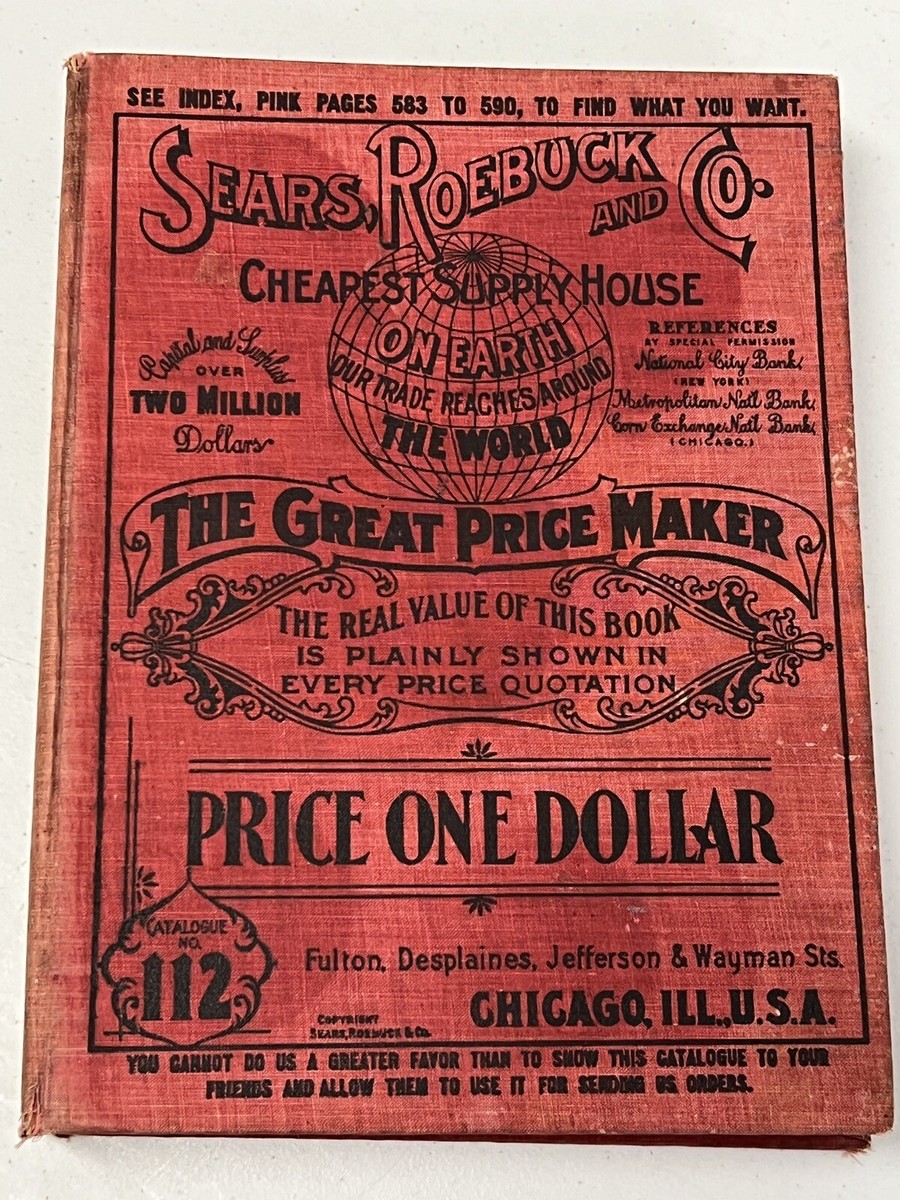 SEE INDEX, PINK PAGES 583 TO 590, TO FIND WHAT YOU WANT.
SEARS, ROEBUCK AND CO.
CHEAPEST SUPPLY HOUSE
ON EARTH
OUR TRADE REACHES AROUND
THE WORLD
Capital and Surplus
OVER
TWO MILLION
Dollars
REFERENCES
BY SPECIAL PERMISSION
National City Bank,
(NEW YORK)
Metropolitan Nat'l Bank,
Corn Exchange Nat'l Bank,
(CHICAGO.)
THE GREAT PRICE MAKER
THE REAL VALUE OF THIS BOOK
IS PLAINLY SHOWN IN
EVERY PRICE QUOTATION
PRICE ONE DOLLAR
CATALOGUE
NO.
112
Fulton, Desplaines, Jefferson & Wayman Sts.
CHICAGO, ILL., U.S.A.
COPYRIGHT
SEARS, ROEBUCK & CO.
YOU CANNOT DO US A GREATER FAVOR THAN TO SHOW THIS CATALOGUE TO YOUR
FRIENDS AND ALLOW THEM TO USE IT FOR SENDING US ORDERS.